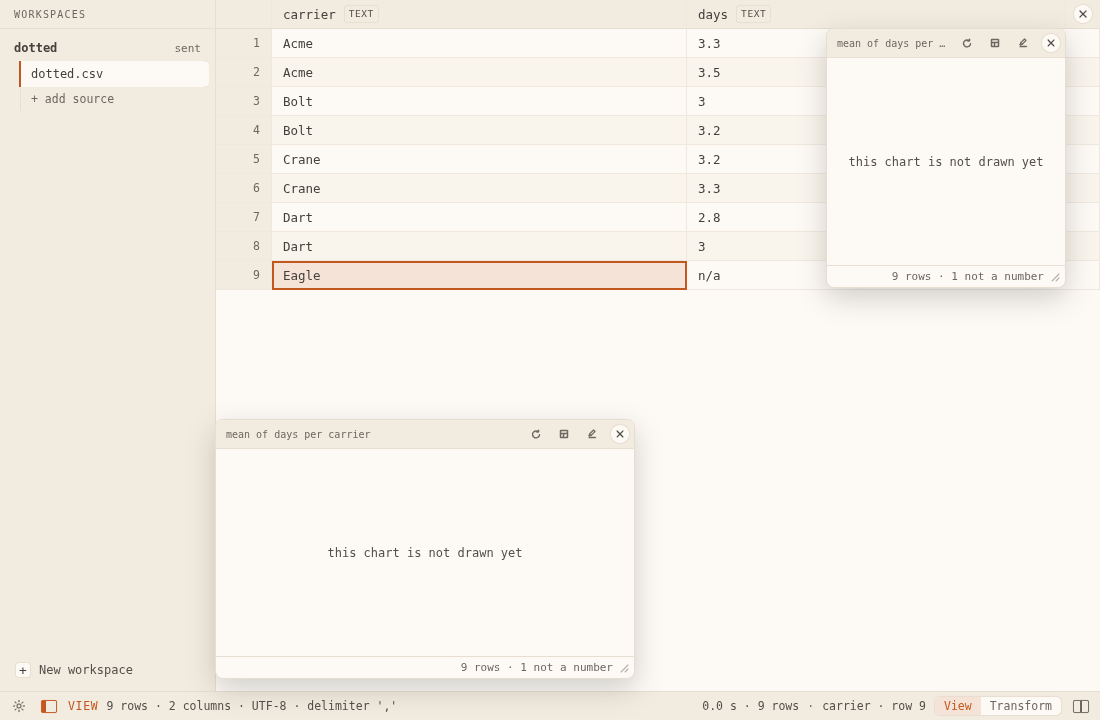 WORKSPACES
dotted sent
dotted.csv
+ add source
carrier TEXT days TEXT
1 Acme 3.3
2 Acme 3.5
3 Bolt 3
4 Bolt 3.2
5 Crane 3.2
6 Crane 3.3
7 Dart 2.8
8 Dart 3
9 Eagle n/a
mean of days per …
this chart is not drawn yet
9 rows · 1 not a number
mean of days per carrier
this chart is not drawn yet
9 rows · 1 not a number
+ New workspace
VIEW 9 rows · 2 columns · UTF-8 · delimiter ','
0.0 s · 9 rows · carrier · row 9 View Transform